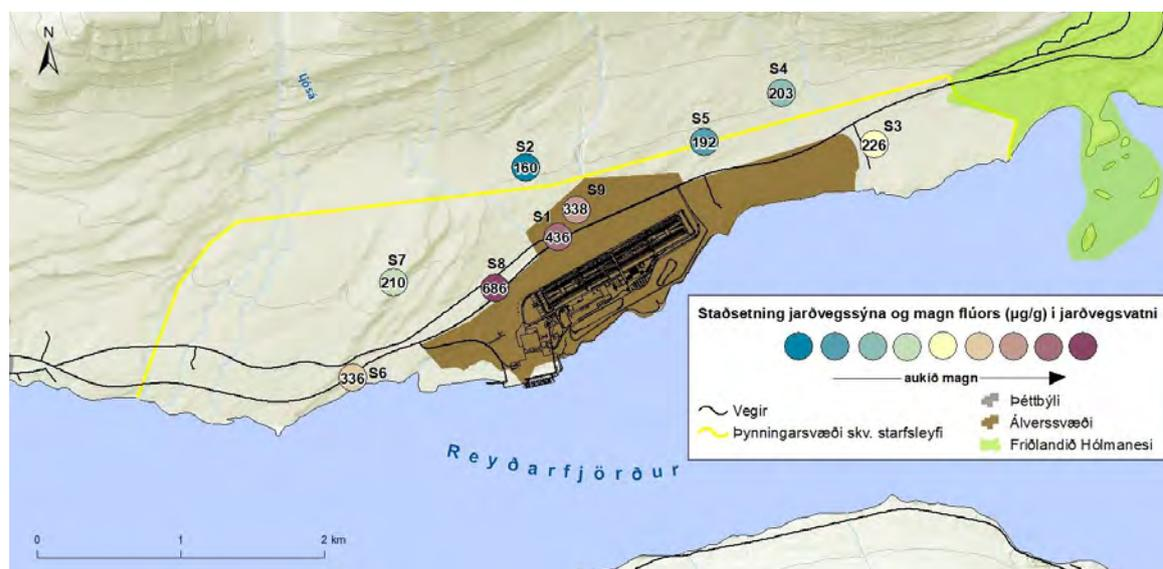 N
Ljósá
S4
203
S5
192
S3
226
S2
160
S9
338
S1
436
S7
210
S8
686
336
S6
Staðsetning jarðvegssýna og magn flúors (µg/g) í jarðvegsvatni
aukið magn
Vegir
Þynningarsvæði skv. starfsleyfi
Þéttbýli
Álverssvæði
Friðlandið Hólmanesi
Reyðarfjörður
0 1 2 km